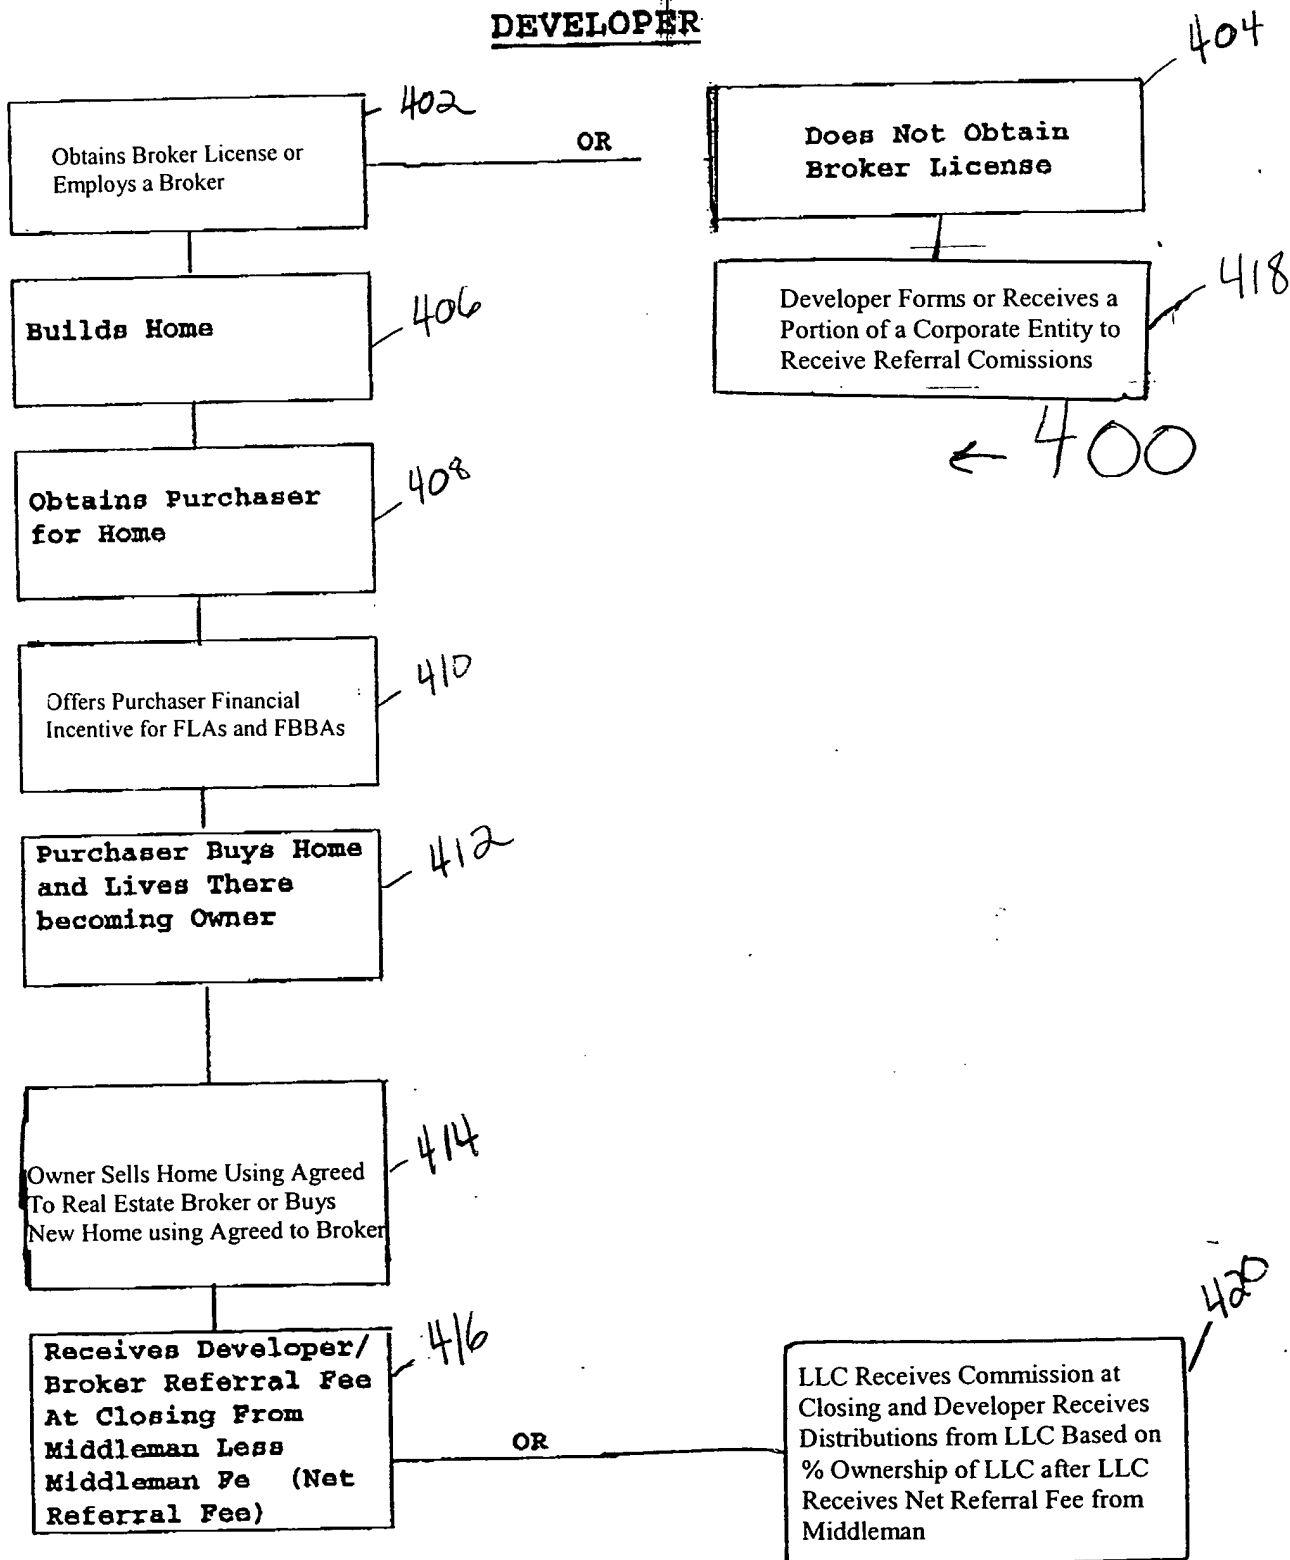 DEVELOPER
404
402
Obtains Broker License or
Employs a Broker
OR
Does Not Obtain
Broker License
418
Developer Forms or Receives a
Portion of a Corporate Entity to
Receive Referral Comissions
← 400
406
Builds Home
408
Obtains Purchaser
for Home
410
Offers Purchaser Financial
Incentive for FLAs and FBBAs
412
Purchaser Buys Home
and Lives There
becoming Owner
414
Owner Sells Home Using Agreed
To Real Estate Broker or Buys
New Home using Agreed to Broker
416
Receives Developer/
Broker Referral Fee
At Closing From
Middleman Less
Middleman Fe (Net
Referral Fee)
OR
420
LLC Receives Commission at
Closing and Developer Receives
Distributions from LLC Based on
% Ownership of LLC after LLC
Receives Net Referral Fee from
Middleman